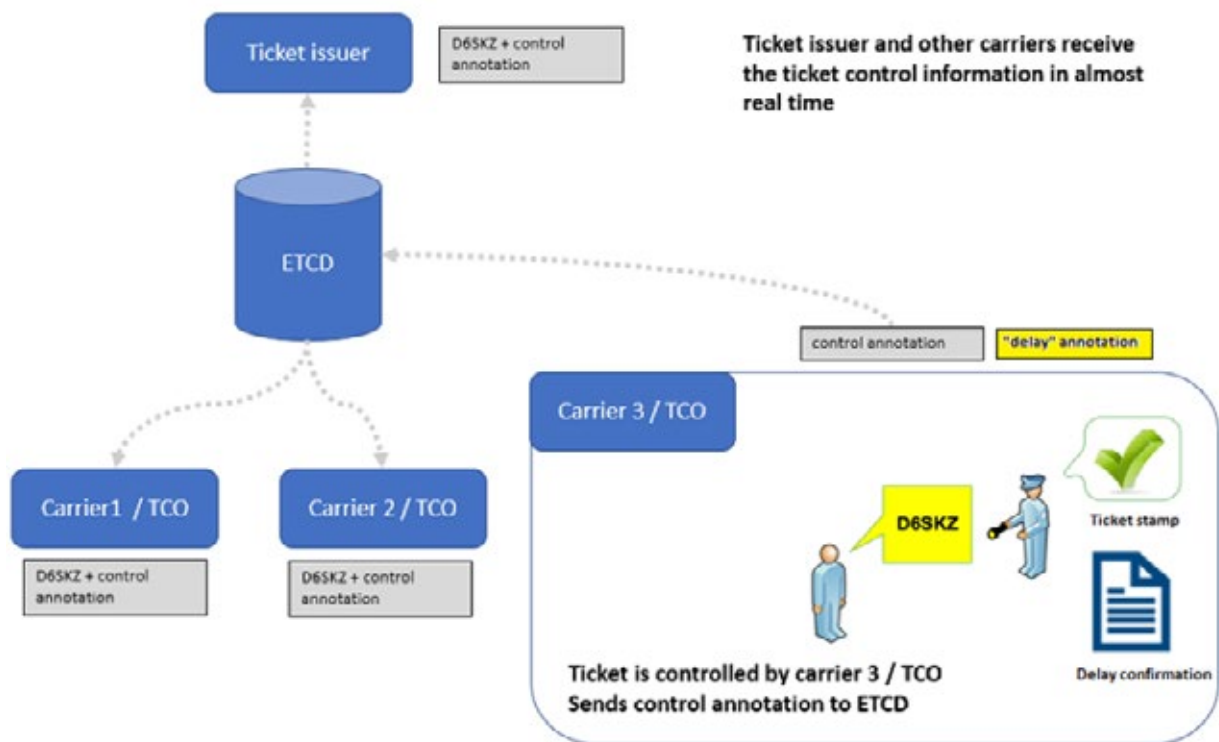 Ticket issuer
D6SKZ + control
annotation
Ticket issuer and other carriers receive
the ticket control information in almost
real time
ETCD
control annotation
"delay" annotation
Carrier 3 / TCO
Carrier1 / TCO
Carrier 2 / TCO
D6SKZ
Ticket stamp
D6SKZ + control
annotation
D6SKZ + control
annotation
Delay confirmation
Ticket is controlled by carrier 3 / TCO
Sends control annotation to ETCD